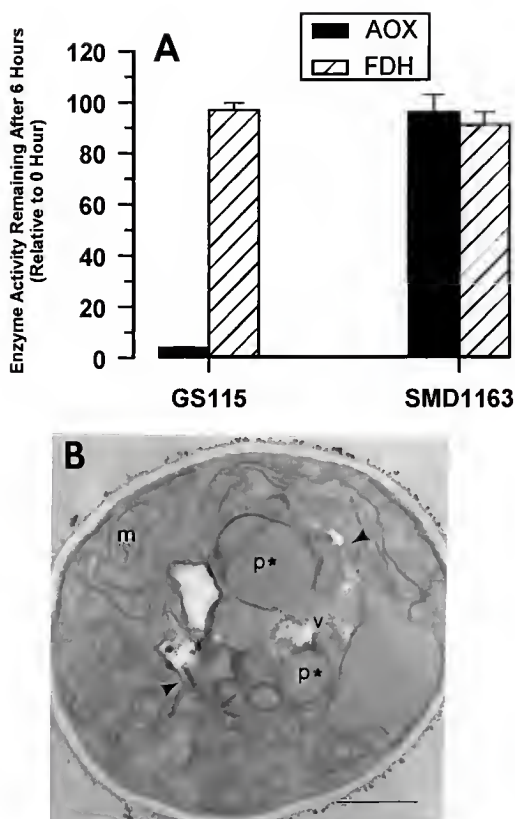 A
AOX
FDH
Enzyme Activity Remaining After 6 Hours
(Relative to 0 Hour)
120
100
80
60
40
20
0
GS115 SMD1163
B
m
p*
v
p*